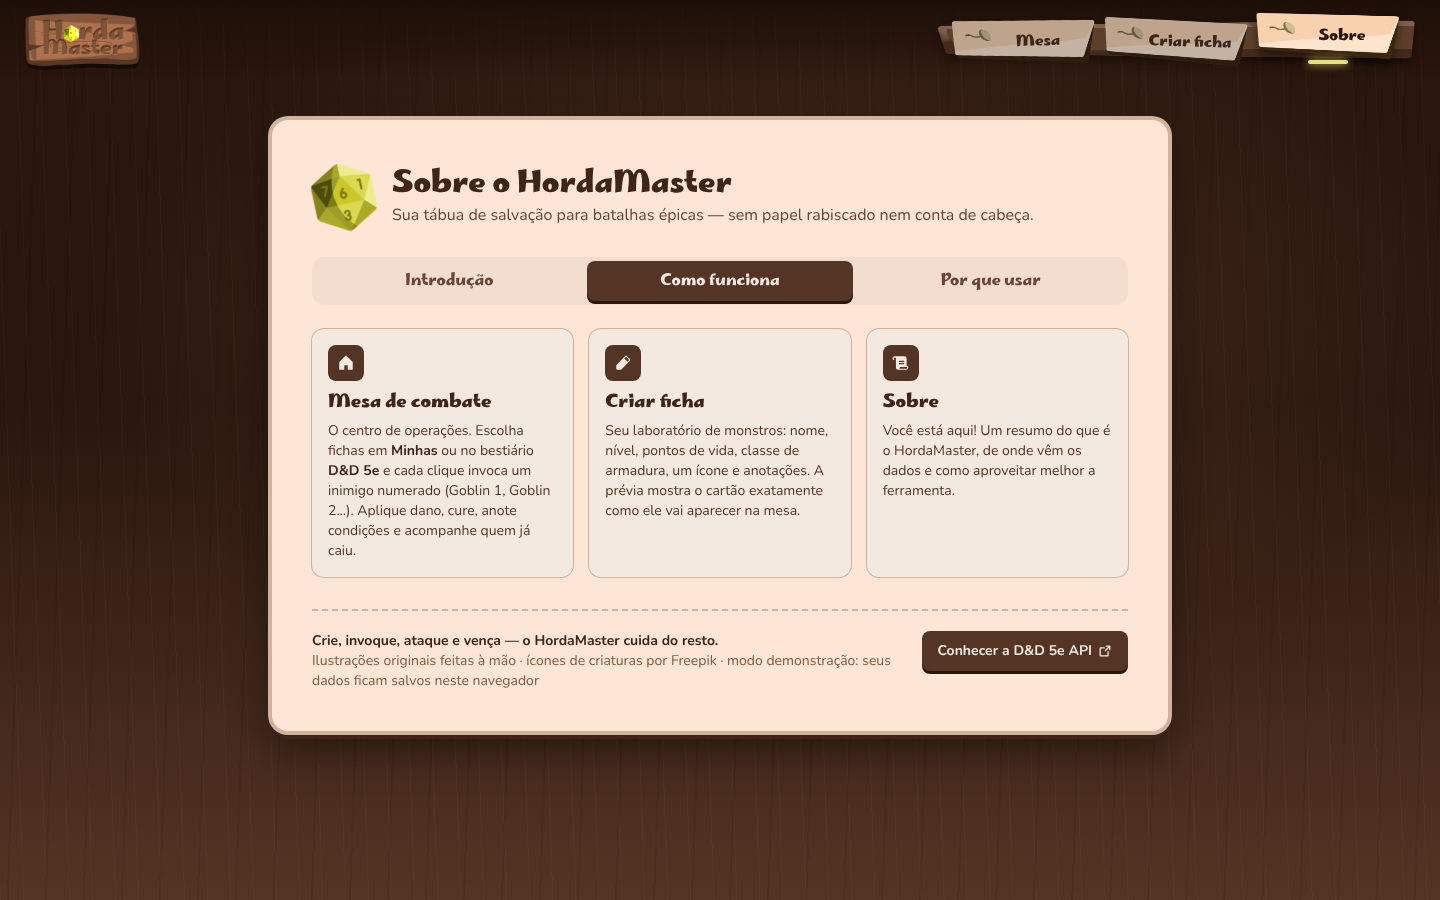 Horda
Master
Mesa
Criar ficha
Sobre
7 6 1
3
Sobre o HordaMaster
Sua tábua de salvação para batalhas épicas — sem papel rabiscado nem conta de cabeça.
Introdução
Como funciona
Por que usar
Mesa de combate
O centro de operações. Escolha
fichas em Minhas ou no bestiário
D&D 5e e cada clique invoca um
inimigo numerado (Goblin 1, Goblin
2...). Aplique dano, cure, anote
condições e acompanhe quem já
caiu.
Criar ficha
Seu laboratório de monstros: nome,
nível, pontos de vida, classe de
armadura, um ícone e anotações. A
prévia mostra o cartão exatamente
como ele vai aparecer na mesa.
Sobre
Você está aqui! Um resumo do que é
o HordaMaster, de onde vêm os
dados e como aproveitar melhor a
ferramenta.
Crie, invoque, ataque e vença — o HordaMaster cuida do resto.
Ilustrações originais feitas à mão · ícones de criaturas por Freepik · modo demonstração: seus
dados ficam salvos neste navegador
Conhecer a D&D 5e API